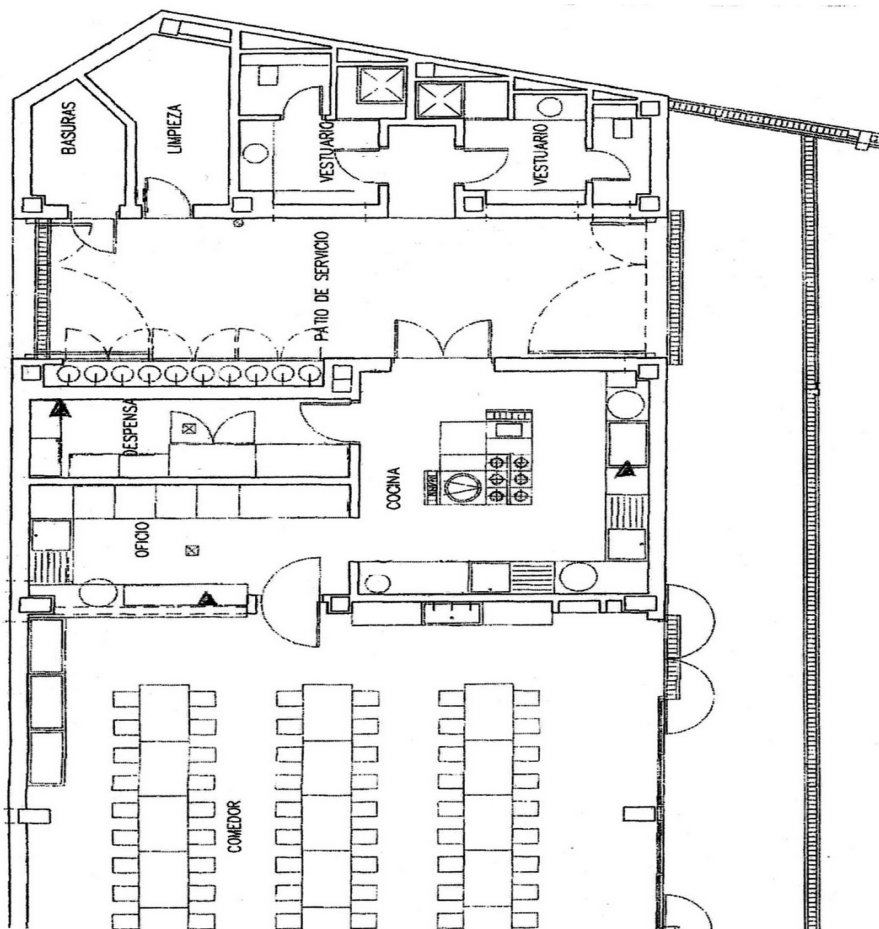 BASURAS
LIMPIEZA
VESTUARIO
VESTUARIO
PATIO DE SERVICIO
DESPENSA
COCINA
OFICIO
COMEDOR